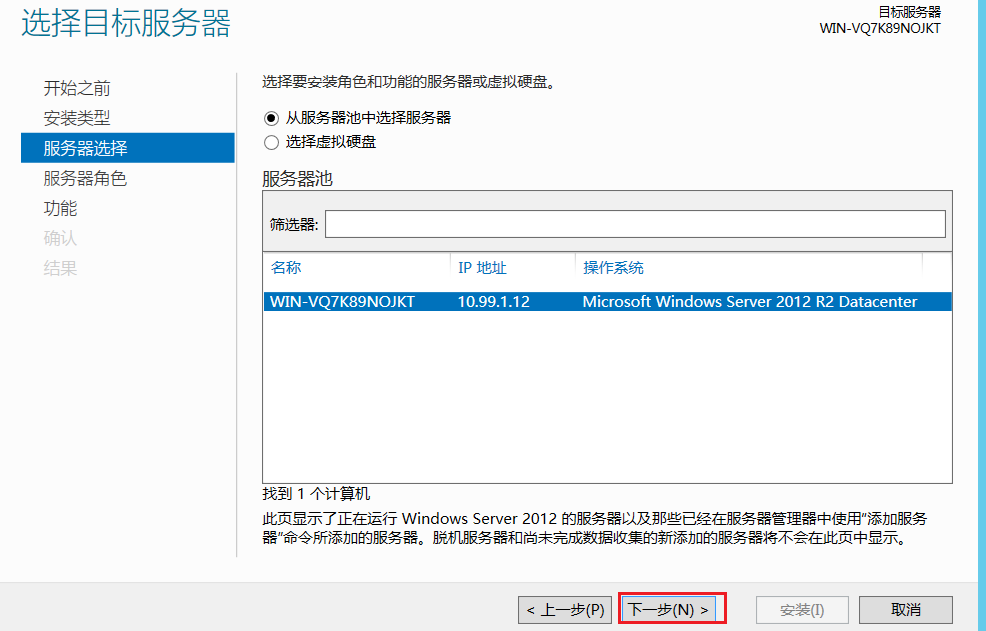 选择目标服务器
目标服务器
WIN-VQ7K89NOJKT
开始之前
安装类型
服务器选择
服务器角色
功能
确认
结果
选择要安装角色和功能的服务器或虚拟硬盘。
从服务器池中选择服务器
选择虚拟硬盘
服务器池
筛选器:
名称 IP 地址 操作系统
WIN-VQ7K89NOJKT 10.99.1.12 Microsoft Windows Server 2012 R2 Datacenter
找到 1 个计算机
此页显示了正在运行 Windows Server 2012 的服务器以及那些已经在服务器管理器中使用"添加服务
器"命令所添加的服务器。脱机服务器和尚未完成数据收集的新添加的服务器将不会在此页中显示。
< 上一步(P) 下一步(N) > 安装(I) 取消